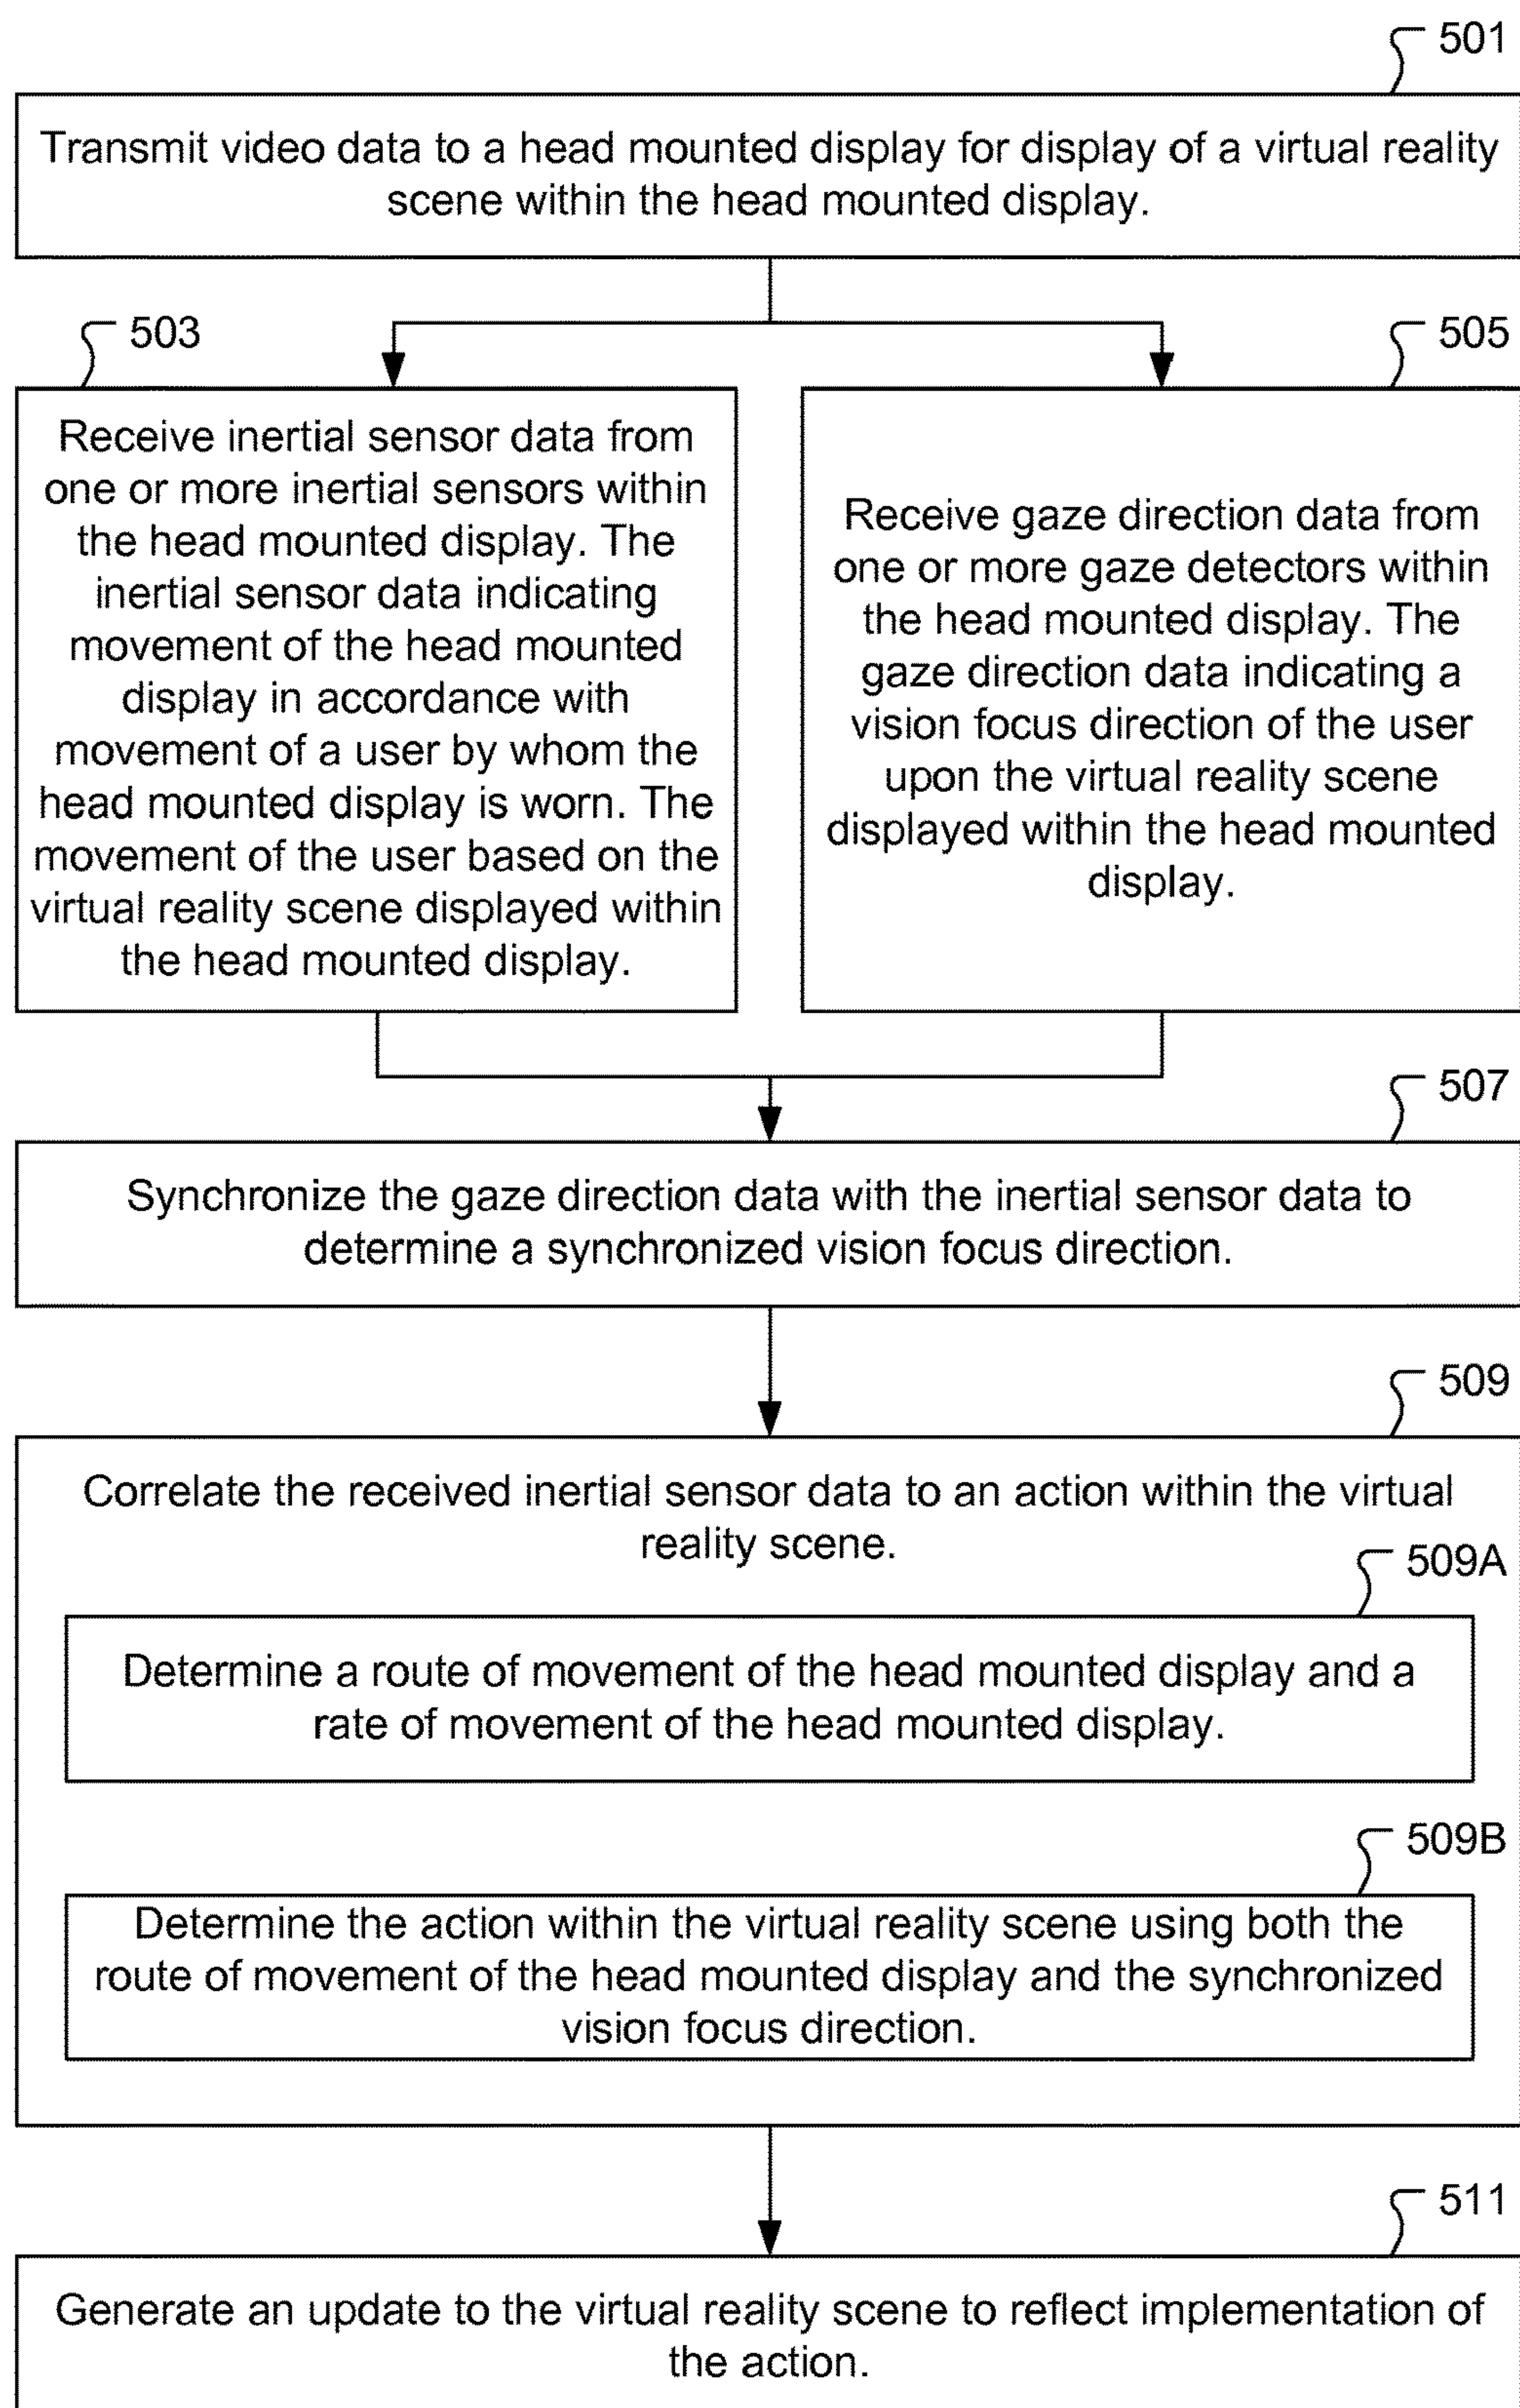 501
Transmit video data to a head mounted display for display of a virtual reality
scene within the head mounted display.
503
Receive inertial sensor data from
one or more inertial sensors within
the head mounted display. The
inertial sensor data indicating
movement of the head mounted
display in accordance with
movement of a user by whom the
head mounted display is worn. The
movement of the user based on the
virtual reality scene displayed within
the head mounted display.
505
Receive gaze direction data from
one or more gaze detectors within
the head mounted display. The
gaze direction data indicating a
vision focus direction of the user
upon the virtual reality scene
displayed within the head mounted
display.
507
Synchronize the gaze direction data with the inertial sensor data to
determine a synchronized vision focus direction.
509
Correlate the received inertial sensor data to an action within the virtual
reality scene.
509A
Determine a route of movement of the head mounted display and a
rate of movement of the head mounted display.
509B
Determine the action within the virtual reality scene using both the
route of movement of the head mounted display and the synchronized
vision focus direction.
511
Generate an update to the virtual reality scene to reflect implementation of
the action.